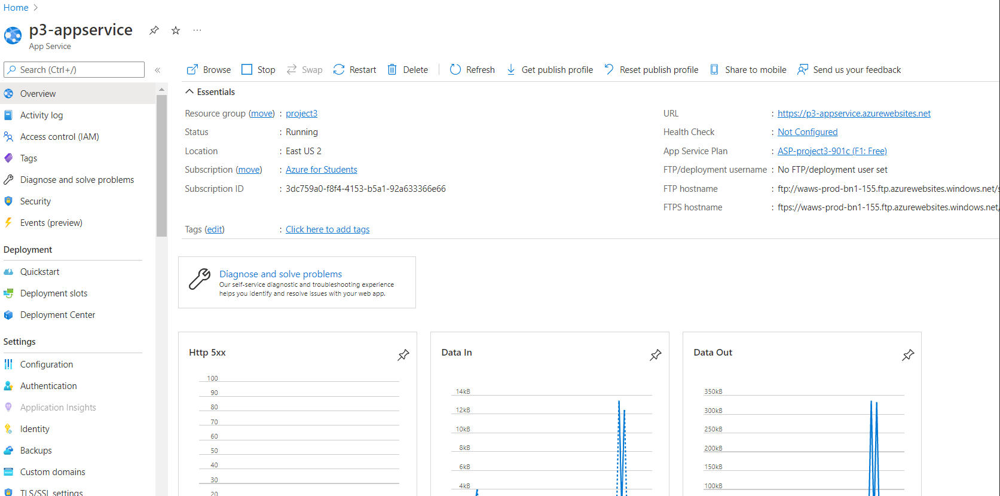 Home
p3-appservice
App Service
Search (Ctrl+/)
Browse Stop Swap Restart Delete Refresh Get publish profile Reset publish profile Share to mobile Send us your feedback
Overview
Activity log
Access control (IAM)
Tags
Diagnose and solve problems
Security
Events (preview)
Deployment
Quickstart
Deployment slots
Deployment Center
Settings
Configuration
Authentication
Application Insights
Identity
Backups
Custom domains
TLS/SSL settings
Essentials
Resource group (move) : project3
Status : Running
Location : East US 2
Subscription (move) : Azure for Students
Subscription ID : 3dc759a0-f8f4-4153-b5a1-92a633366e66
Tags (edit) : Click here to add tags
URL : https://p3-appservice.azurewebsites.net
Health Check : Not Configured
App Service Plan : ASP-project3-901c (F1: Free)
FTP/deployment username : No FTP/deployment user set
FTP hostname : ftp://waws-prod-bn1-155.ftp.azurewebsites.windows.net/s
FTPS hostname : ftps://waws-prod-bn1-155.ftp.azurewebsites.windows.net/
Diagnose and solve problems
Our self-service diagnostic and troubleshooting experience
helps you identify and resolve issues with your web app.
Http 5xx
100
90
80
70
60
50
40
30
20
Data In
14kB
12kB
10kB
8kB
6kB
4kB
Data Out
350kB
300kB
250kB
200kB
150kB
100kB